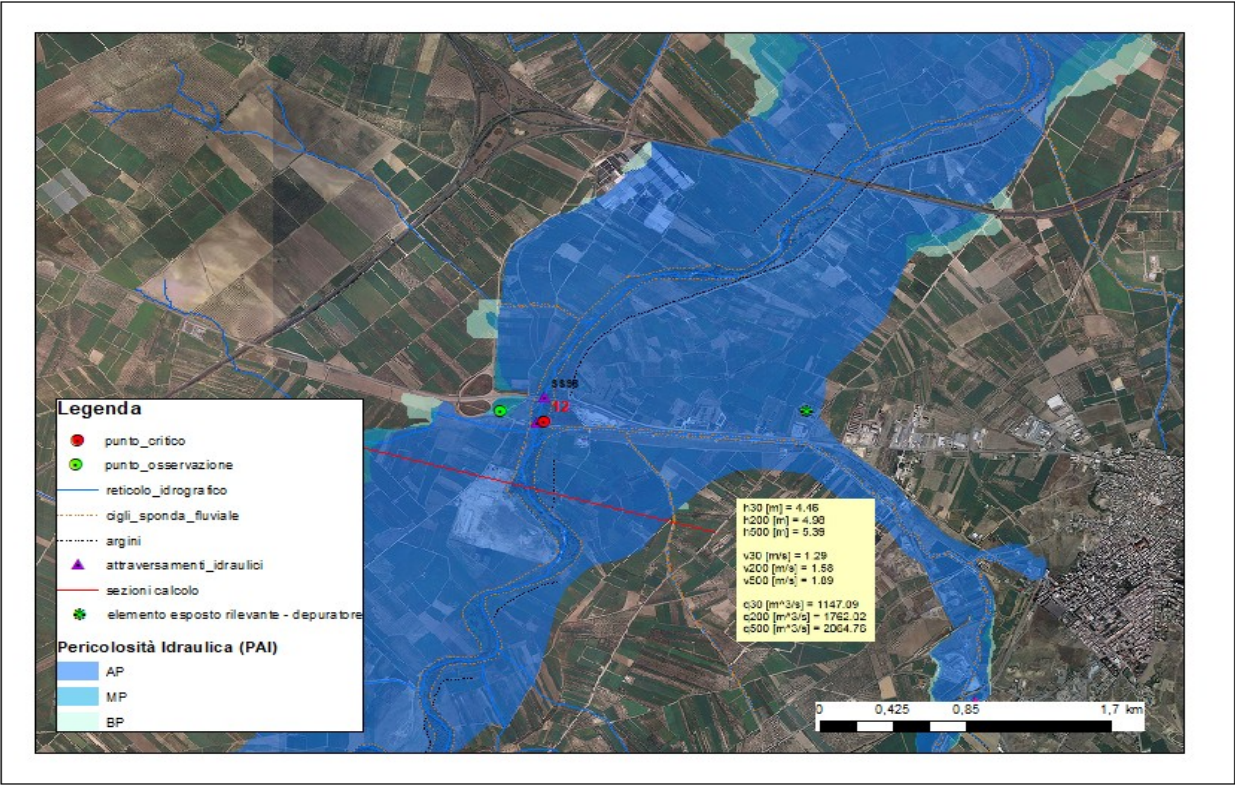 SS96
12
Legenda
punto_critico
punto_osservazione
reticolo_idrografico
cigli_sponda_fluviale
argini
attraversamenti_idraulici
sezioni calcolo
elemento esposto rilevante - depuratore
Pericolosità Idraulica (PAI)
AP
MP
BP
h30 [m] = 4.46
h200 [m] = 4.98
h500 [m] = 5.39
v30 [m/s] = 1.29
v200 [m/s] = 1.58
v500 [m/s] = 1.89
q30 [m^3/s] = 1147.09
q200 [m^3/s] = 1762.02
q500 [m^3/s] = 2064.76
0 0,425 0,85 1,7 km